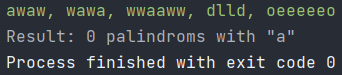 awaw, wawa, wwaaww, dlld, oeeeeeo
Result: 0 palindroms with "a"
Process finished with exit code 0